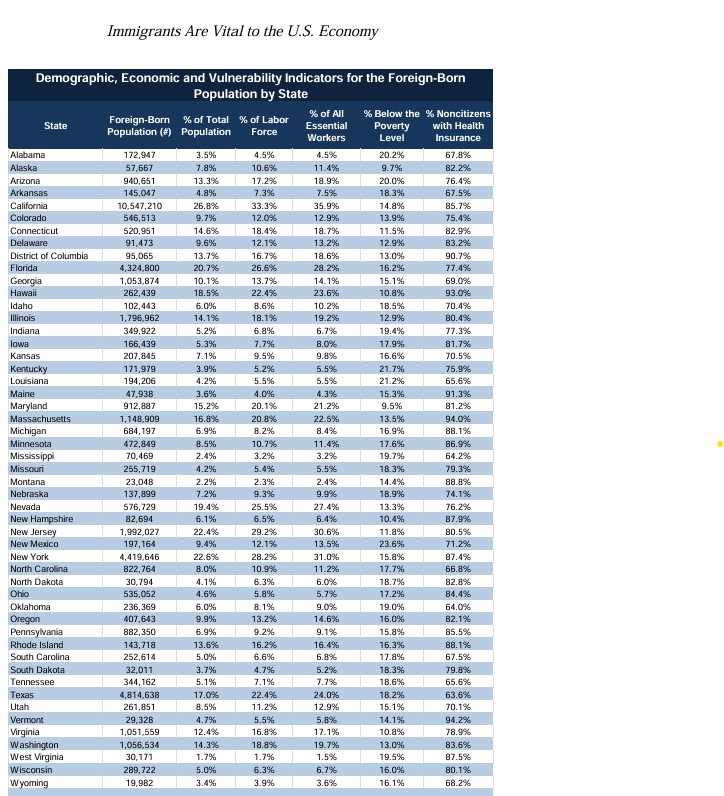 Immigrants Are Vital to the U.S. Economy
Demographic, Economic and Vulnerability Indicators for the Foreign-Born
Population by State
State Foreign-Born Population (#) % of Total Population % of Labor Force % of All Essential Workers % Below the Poverty Level % Noncitizens with Health Insurance
Alabama 172,947 3.5% 4.5% 4.5% 20.2% 67.8%
Alaska 57,667 7.8% 10.6% 11.4% 9.7% 82.2%
Arizona 940,651 13.3% 17.2% 18.9% 20.0% 76.4%
Arkansas 145,047 4.8% 7.3% 7.5% 18.3% 67.5%
California 10,547,210 26.8% 33.3% 35.9% 14.8% 85.7%
Colorado 546,513 9.7% 12.0% 12.9% 13.9% 75.4%
Connecticut 520,951 14.6% 18.4% 18.7% 11.5% 82.9%
Delaware 91,473 9.6% 12.1% 13.2% 12.9% 83.2%
District of Columbia 95,065 13.7% 16.7% 18.6% 13.0% 90.7%
Florida 4,324,800 20.7% 26.6% 28.2% 16.2% 77.4%
Georgia 1,053,874 10.1% 13.7% 14.1% 15.1% 69.0%
Hawaii 262,439 18.5% 22.4% 23.6% 10.8% 93.0%
Idaho 102,443 6.0% 8.6% 10.2% 18.5% 70.4%
Illinois 1,796,962 14.1% 18.1% 19.2% 12.9% 80.4%
Indiana 349,922 5.2% 6.8% 6.7% 19.4% 77.3%
Iowa 166,439 5.3% 7.7% 8.0% 17.9% 81.7%
Kansas 207,845 7.1% 9.5% 9.8% 16.6% 70.5%
Kentucky 171,979 3.9% 5.2% 5.5% 21.7% 75.9%
Louisiana 194,206 4.2% 5.5% 5.5% 21.2% 65.6%
Maine 47,938 3.6% 4.0% 4.3% 15.3% 91.3%
Maryland 912,887 15.2% 20.1% 21.2% 9.5% 81.2%
Massachusetts 1,148,909 16.8% 20.8% 22.5% 13.5% 94.0%
Michigan 684,197 6.9% 8.2% 8.4% 16.9% 88.1%
Minnesota 472,849 8.5% 10.7% 11.4% 17.6% 86.9%
Mississippi 70,469 2.4% 3.2% 3.2% 19.7% 64.2%
Missouri 255,719 4.2% 5.4% 5.5% 18.3% 79.3%
Montana 23,048 2.2% 2.3% 2.4% 14.4% 88.8%
Nebraska 137,899 7.2% 9.3% 9.9% 18.9% 74.1%
Nevada 576,729 19.4% 25.5% 27.4% 13.3% 76.2%
New Hampshire 82,694 6.1% 6.5% 6.4% 10.4% 87.9%
New Jersey 1,992,027 22.4% 29.2% 30.6% 11.8% 80.5%
New Mexico 197,164 9.4% 12.1% 13.5% 23.6% 71.2%
New York 4,419,646 22.6% 28.2% 31.0% 15.8% 87.4%
North Carolina 822,764 8.0% 10.9% 11.2% 17.7% 66.8%
North Dakota 30,794 4.1% 6.3% 6.0% 18.7% 82.8%
Ohio 535,052 4.6% 5.8% 5.7% 17.2% 84.4%
Oklahoma 236,369 6.0% 8.1% 9.0% 19.0% 64.0%
Oregon 407,643 9.9% 13.2% 14.6% 16.0% 82.1%
Pennsylvania 882,350 6.9% 9.2% 9.1% 15.8% 85.5%
Rhode Island 143,718 13.6% 16.2% 16.4% 16.3% 88.1%
South Carolina 252,614 5.0% 6.6% 6.8% 17.8% 67.5%
South Dakota 32,011 3.7% 4.7% 5.2% 18.3% 79.8%
Tennessee 344,162 5.1% 7.1% 7.7% 18.6% 65.6%
Texas 4,814,638 17.0% 22.4% 24.0% 18.2% 63.6%
Utah 261,851 8.5% 11.2% 12.9% 15.1% 70.1%
Vermont 29,328 4.7% 5.5% 5.8% 14.1% 94.2%
Virginia 1,051,559 12.4% 16.8% 17.1% 10.8% 78.9%
Washington 1,056,534 14.3% 18.8% 19.7% 13.0% 83.6%
West Virginia 30,171 1.7% 1.7% 1.5% 19.5% 87.5%
Wisconsin 289,722 5.0% 6.3% 6.7% 16.0% 80.1%
Wyoming 19,982 3.4% 3.9% 3.6% 16.1% 68.2%